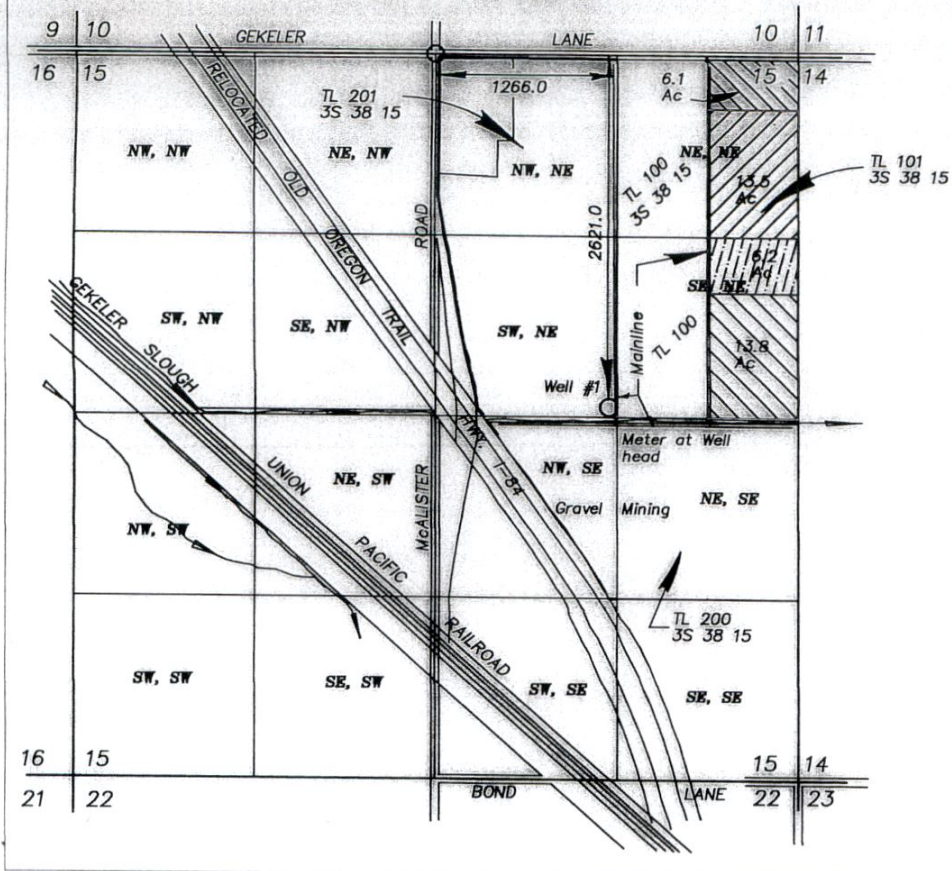 9 10
GEKELER LANE
10 11
16 15
15 14
RELOCATED OLD OREGON TRAIL HWY. I-84
1266.0
6.1
Ac
TL 201
3S 38 15
NW, NW
NE, NW
NW, NE
NE, NE
TL 100
3S 38 15
13.5
Ac
TL 101
3S 38 15
McALISTER ROAD
2621.0
6.2
Ac
SE, NE
GEKELER SLOUGH
SW, NW
SE, NW
SW, NE
Mainline
TL 100
13.8
Ac
Well #1
Meter at Well
head
UNION PACIFIC RAILROAD
NE, SW
NW, SE
NE, SE
Gravel Mining
NW, SW
TL 200
3S 38 15
SW, SW
SE, SW
SW, SE
SE, SE
16 15
15 14
21 22
BOND LANE
22 23